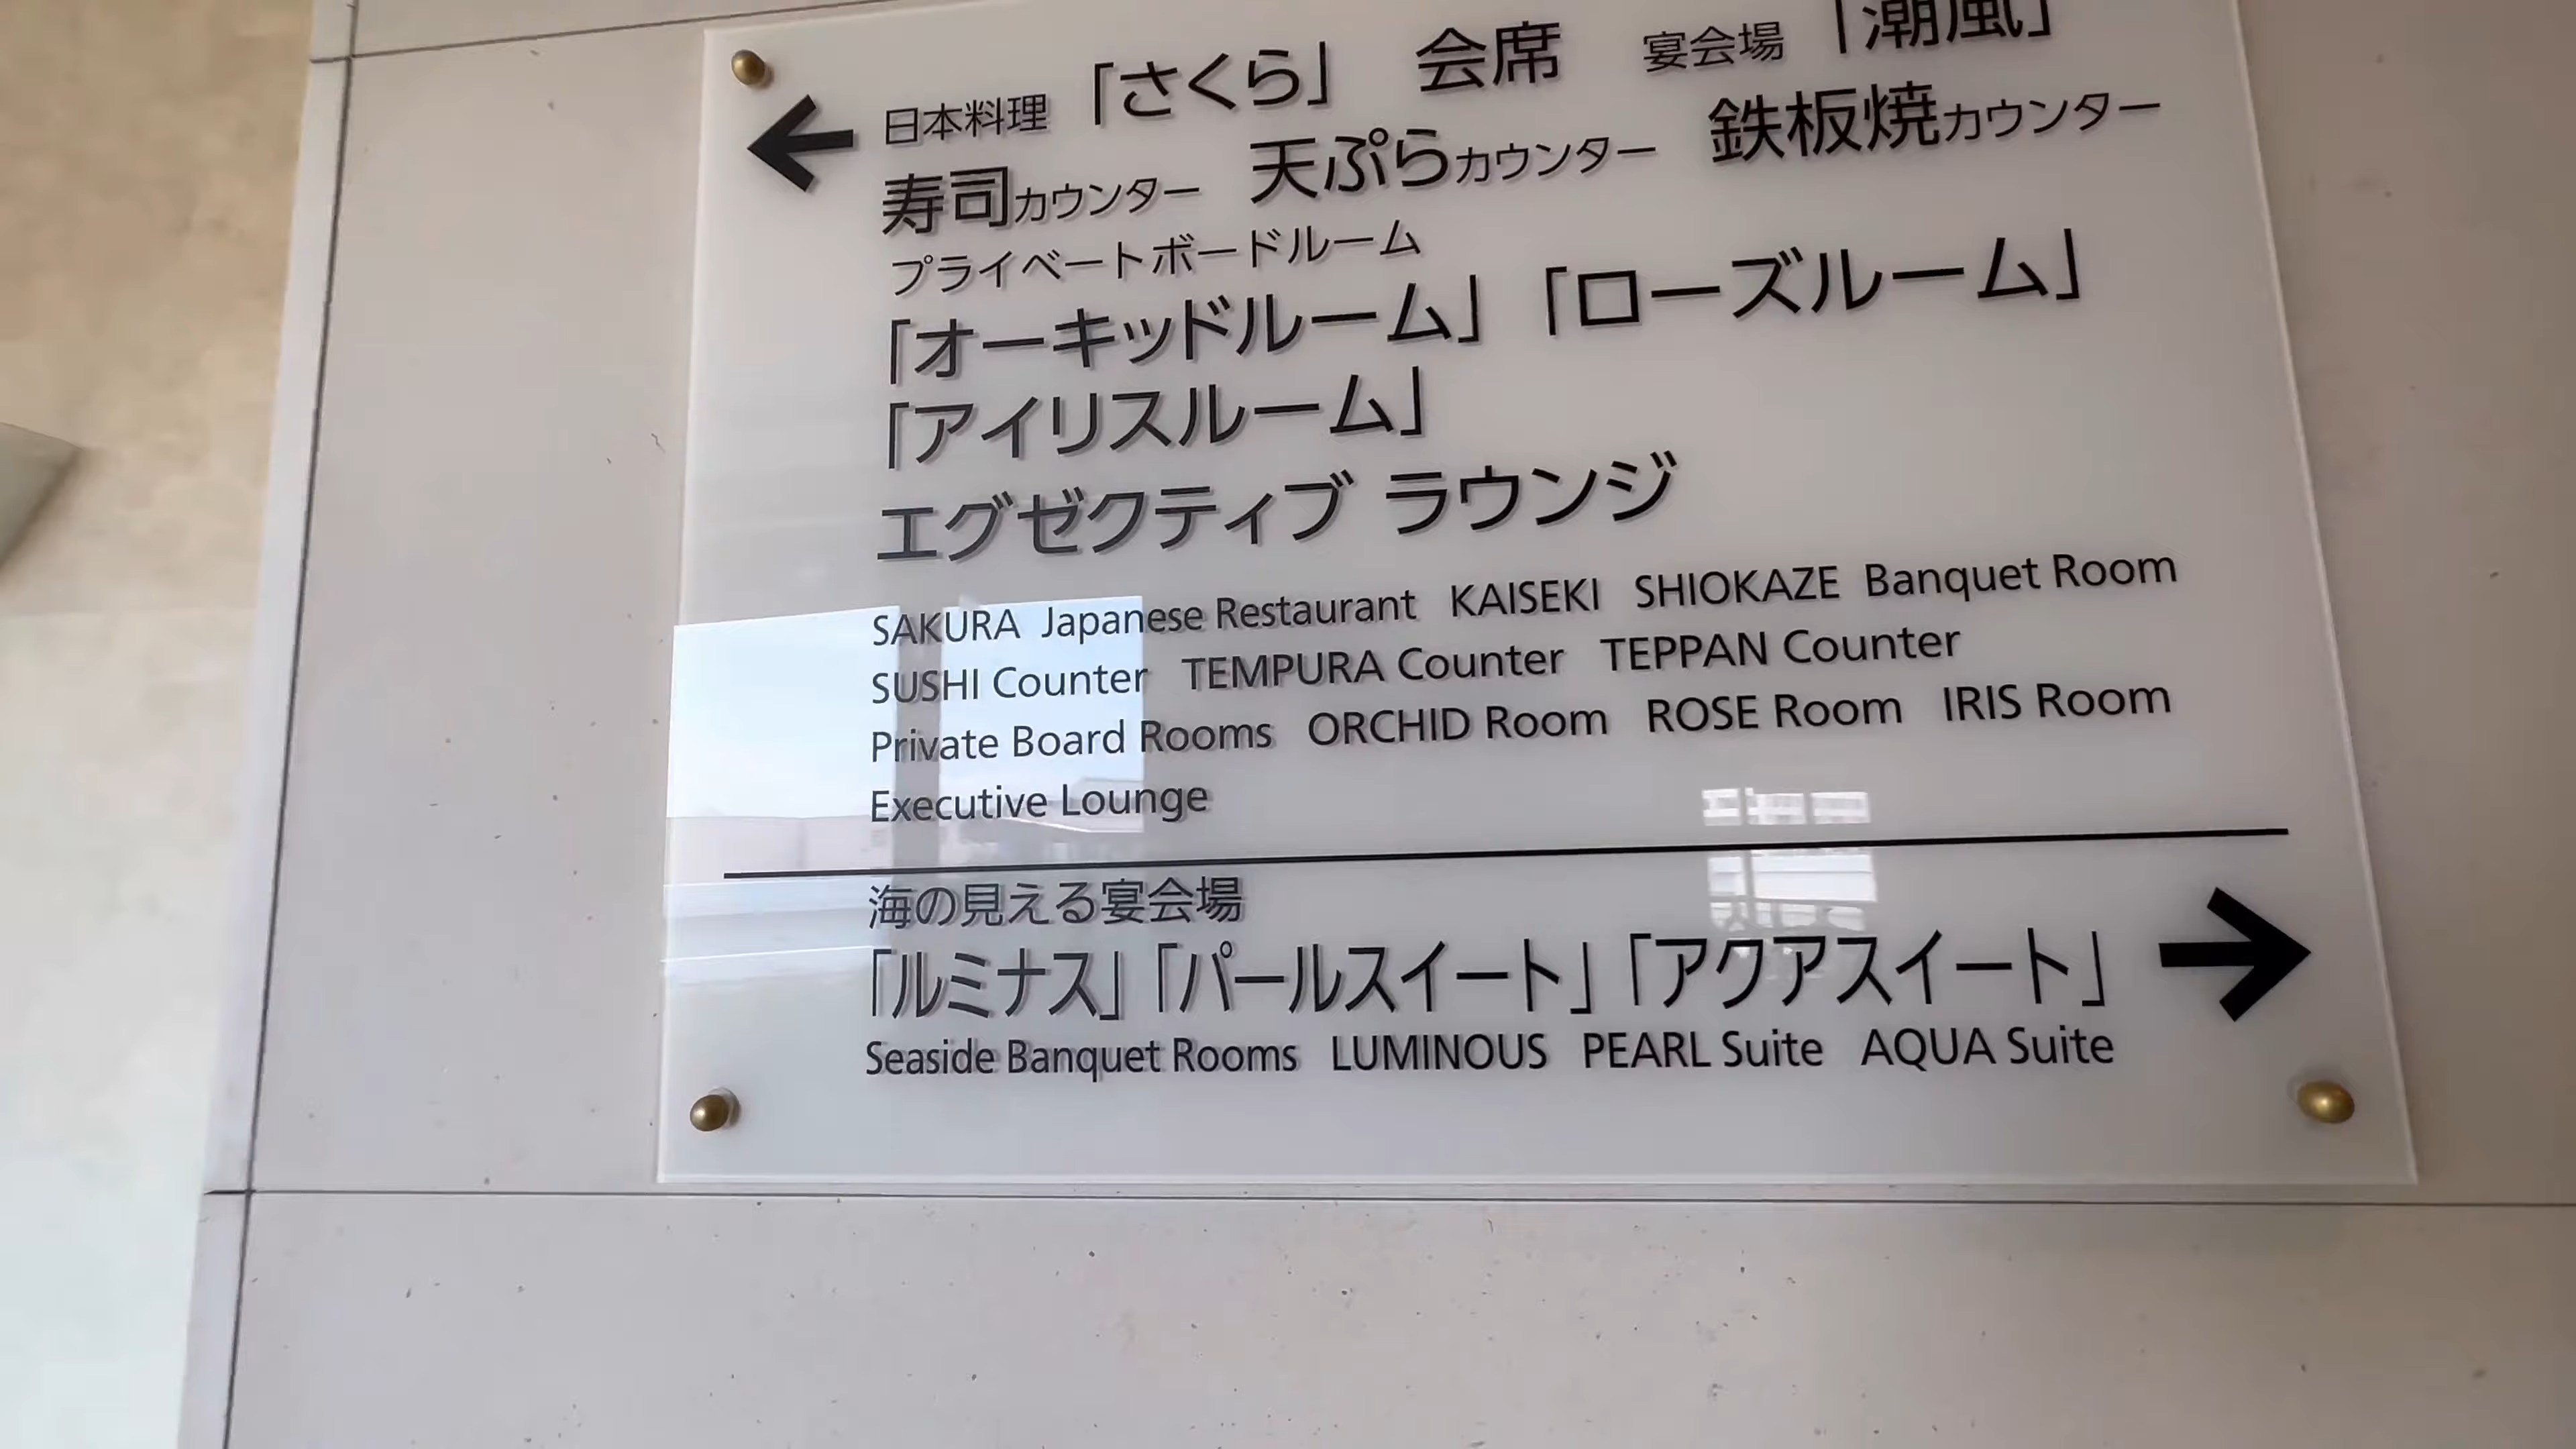 日本料理 「さくら」 会席 宴会場 「潮風」
寿司カウンター 天ぷらカウンター 鉄板焼カウンター
プライベートボードルーム
「オーキッドルーム」「ローズルーム」
「アイリスルーム」
エグゼクティブ ラウンジ
SAKURA Japanese Restaurant KAISEKI SHIOKAZE Banquet Room
SUSHI Counter TEMPURA Counter TEPPAN Counter
Private Board Rooms ORCHID Room ROSE Room IRIS Room
Executive Lounge
海の見える宴会場
「ルミナス」「パールスイート」「アクアスイート」
Seaside Banquet Rooms LUMINOUS PEARL Suite AQUA Suite